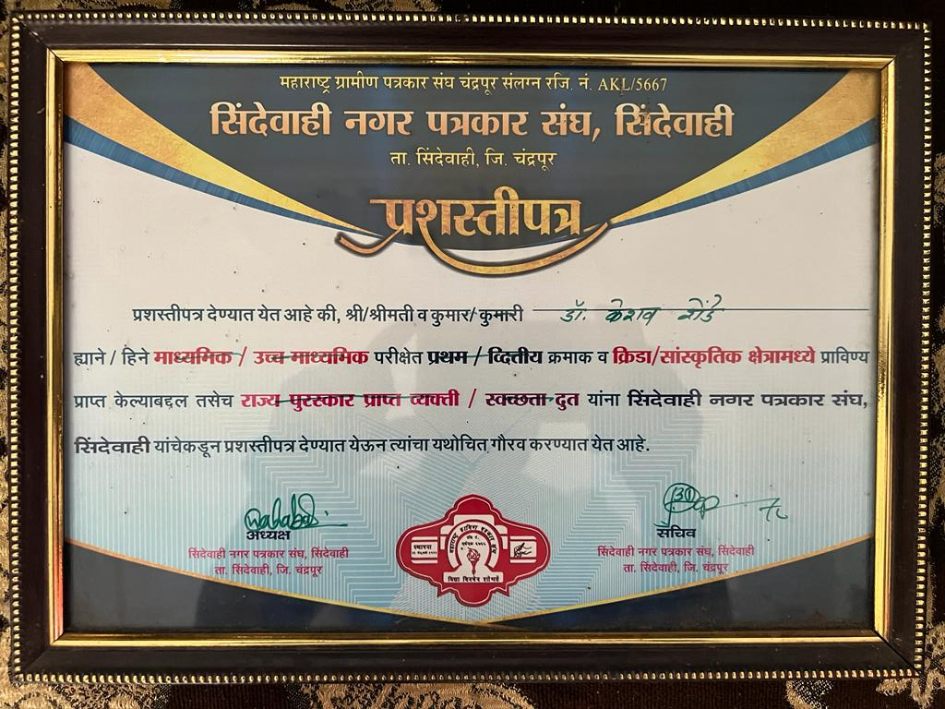 महाराष्ट्र ग्रामीण पत्रकार संघ चंद्रपूर संलग्न रजि. नं. AKL/5667
सिंदेवाही नगर पत्रकार संघ, सिंदेवाही
ता. सिंदेवाही, जि. चंद्रपूर
प्रशस्तीपत्र
प्रशस्तीपत्र देण्यात येत आहे की, श्री/श्रीमती व कुमार/कुमारी डॉ. केशव शेंडे
ह्याने / हिने माध्यमिक / उच्च माध्यमिक परीक्षेत प्रथम / व्दितीय क्रमाक व क्रिडा/सांस्कृतिक क्षेत्रामध्ये प्राविण्य
प्राप्त केल्याबद्दल तसेच राज्य पुरस्कार प्राप्त व्यक्ती / स्वच्छता दुत यांना सिंदेवाही नगर पत्रकार संघ,
सिंदेवाही यांचेकडून प्रशस्तीपत्र देण्यात येऊन त्यांचा यथोचित गौरव करण्यात येत आहे.
अध्यक्ष
सिंदेवाही नगर पत्रकार संघ, सिंदेवाही
ता. सिंदेवाही, जि. चंद्रपूर
सचिव
सिंदेवाही नगर पत्रकार संघ, सिंदेवाही
ता. सिंदेवाही, जि. चंद्रपूर